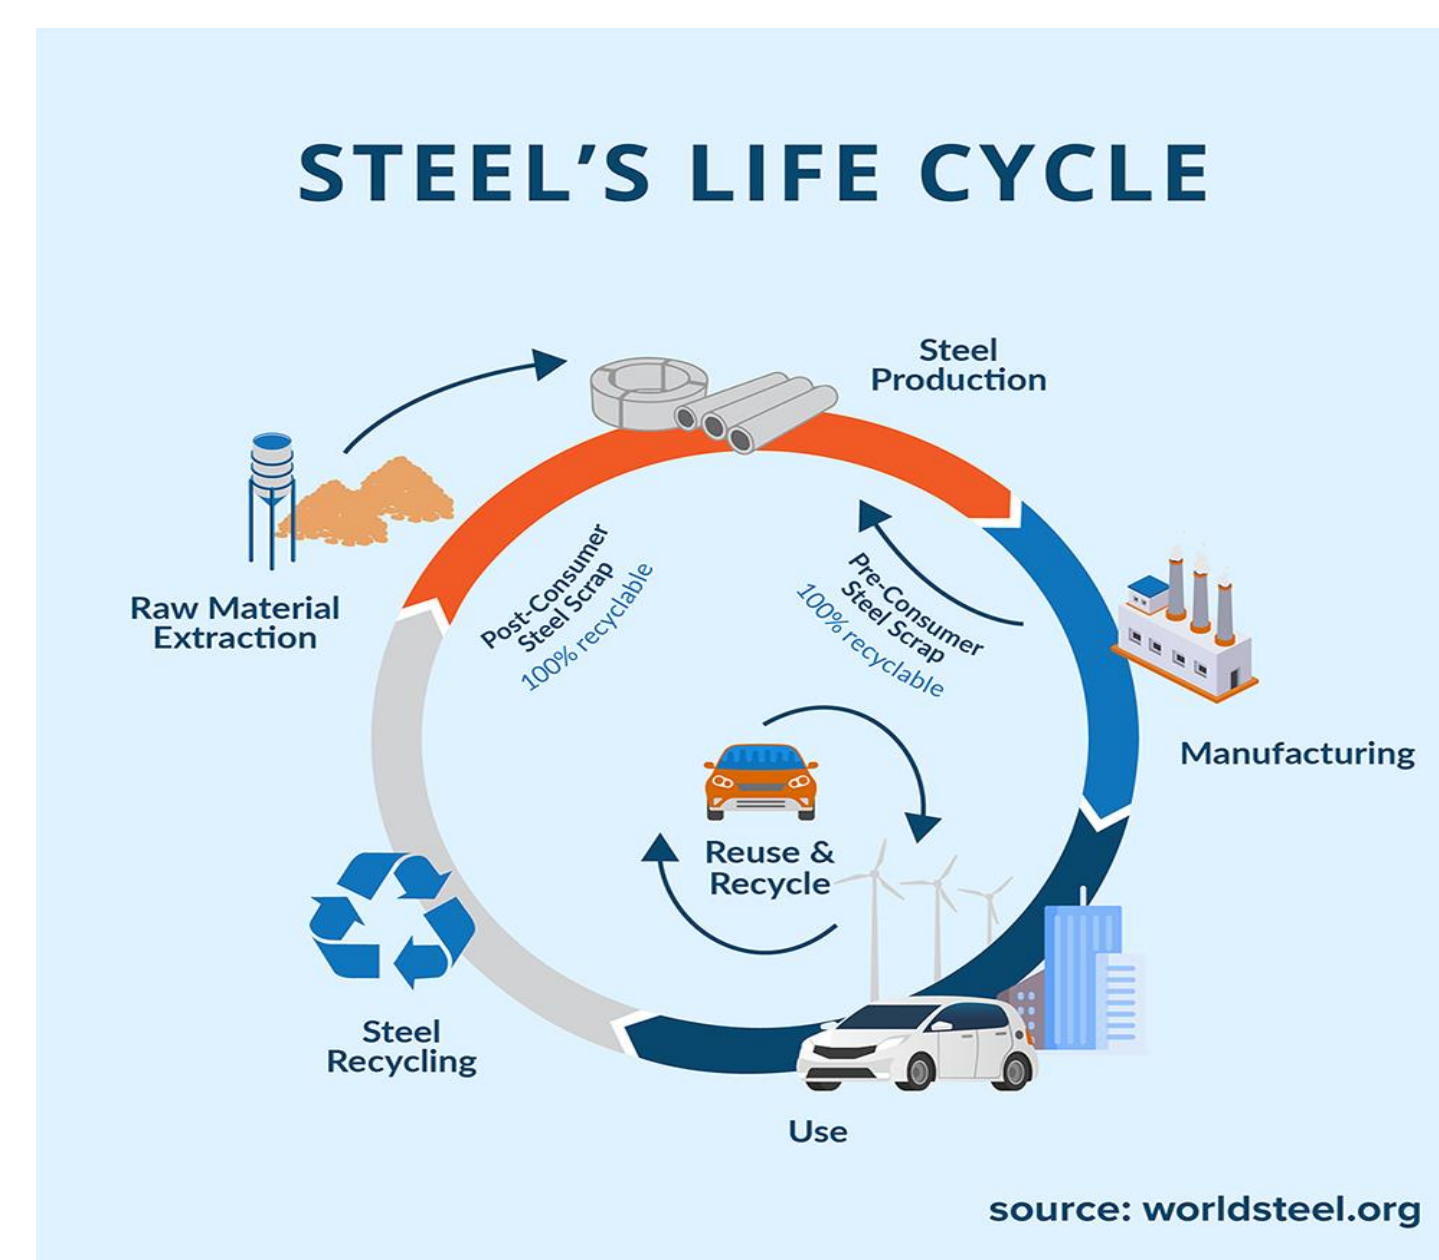 STEEL’S LIFE CYCLE
Steel
Production
Raw Material
Extraction
Post-Consumer
Steel Scrap
100% recyclable
Pre-Consumer
Steel Scrap
100% recyclable
Manufacturing
Reuse &
Recycle
Steel
Recycling
Use
source: worldsteel.org